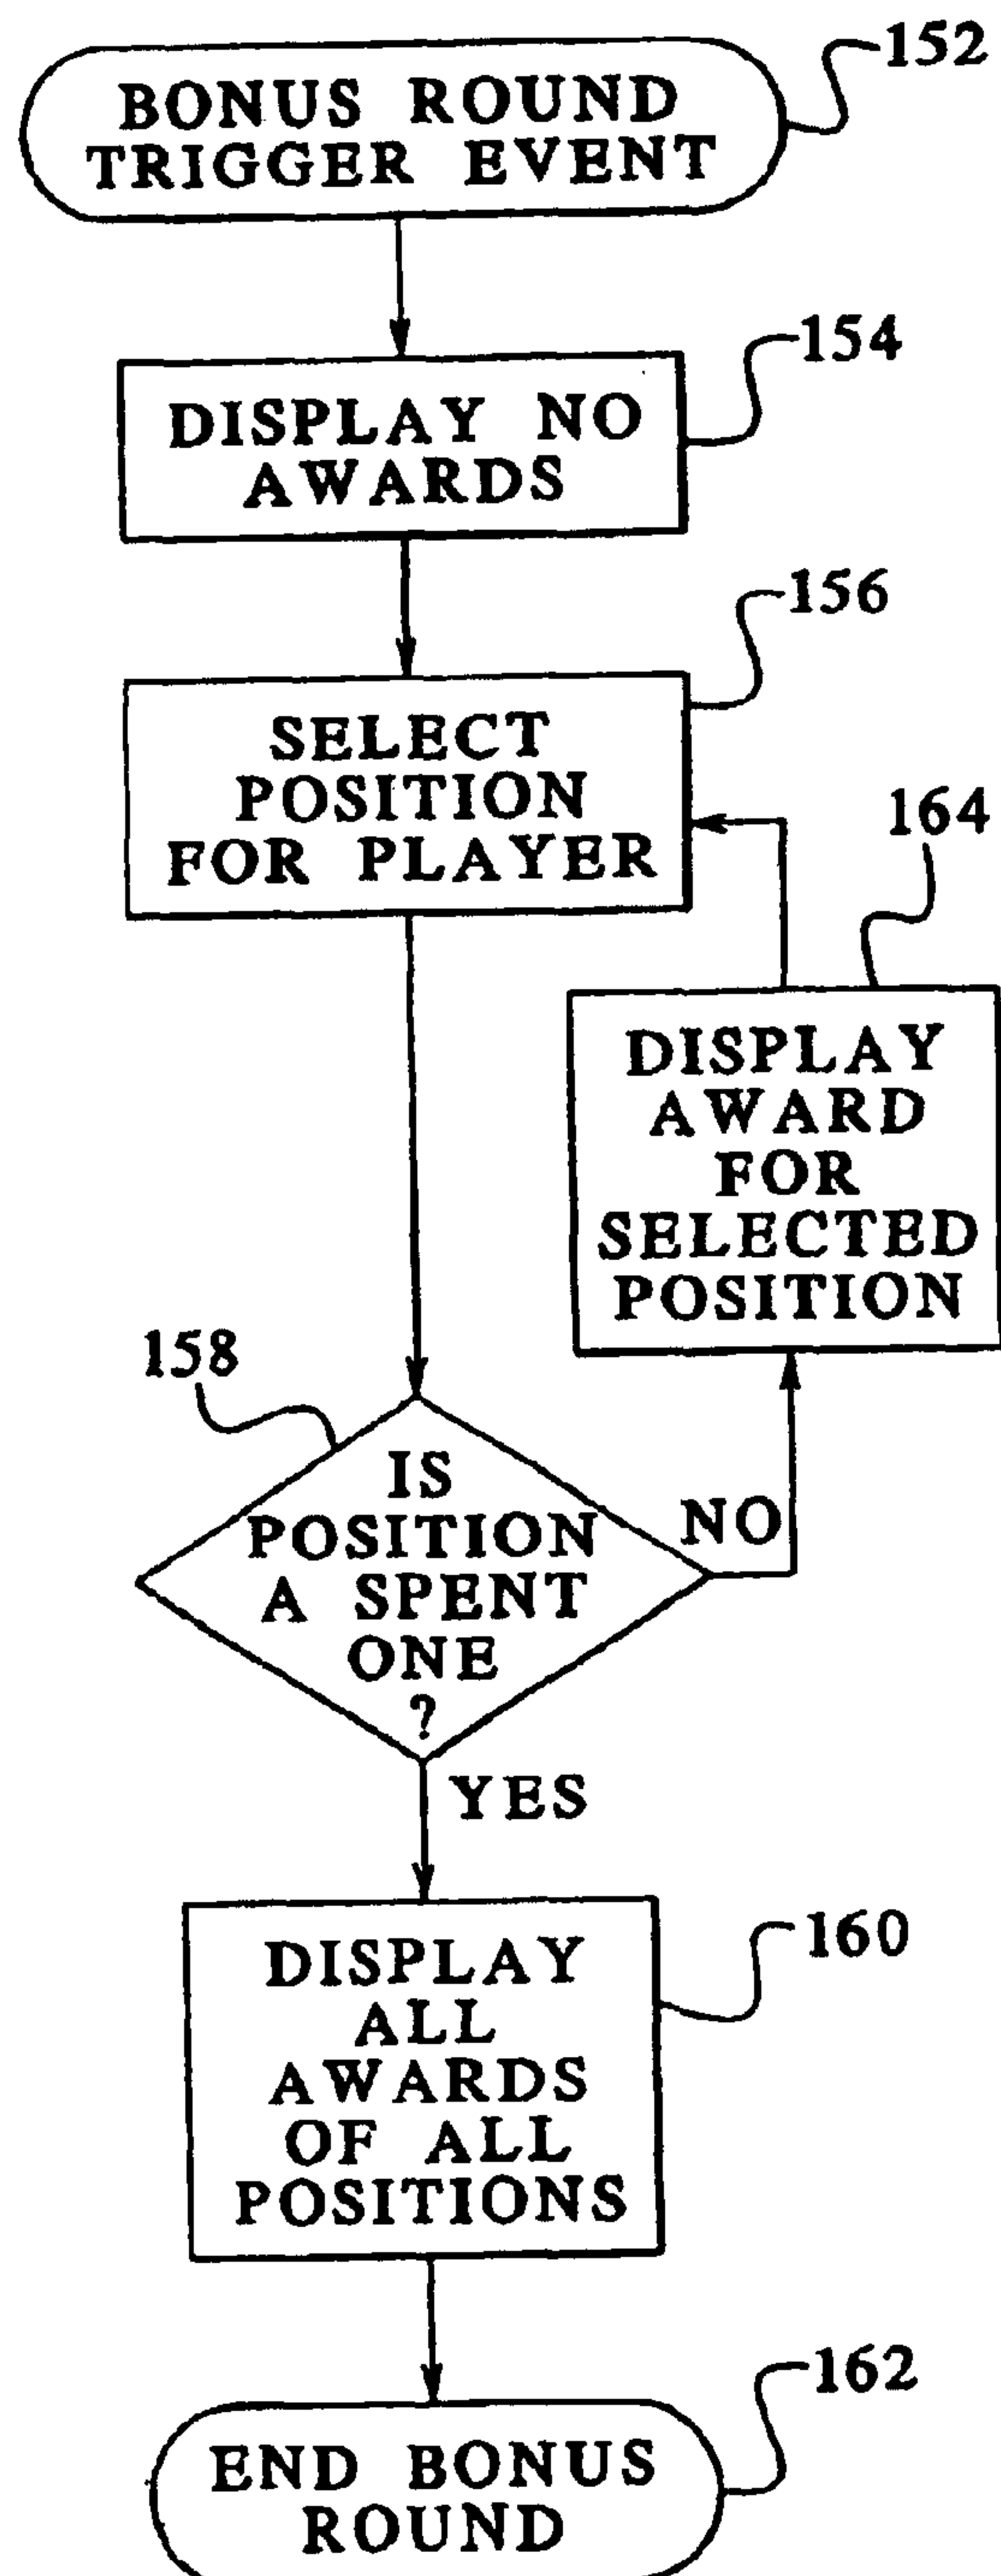 152
BONUS ROUND
TRIGGER EVENT
154
DISPLAY NO
AWARDS
156
SELECT
POSITION
FOR PLAYER
164
DISPLAY
AWARD
FOR
SELECTED
POSITION
158
IS
POSITION
A SPENT
ONE
?
NO
YES
160
DISPLAY
ALL
AWARDS
OF ALL
POSITIONS
162
END BONUS
ROUND